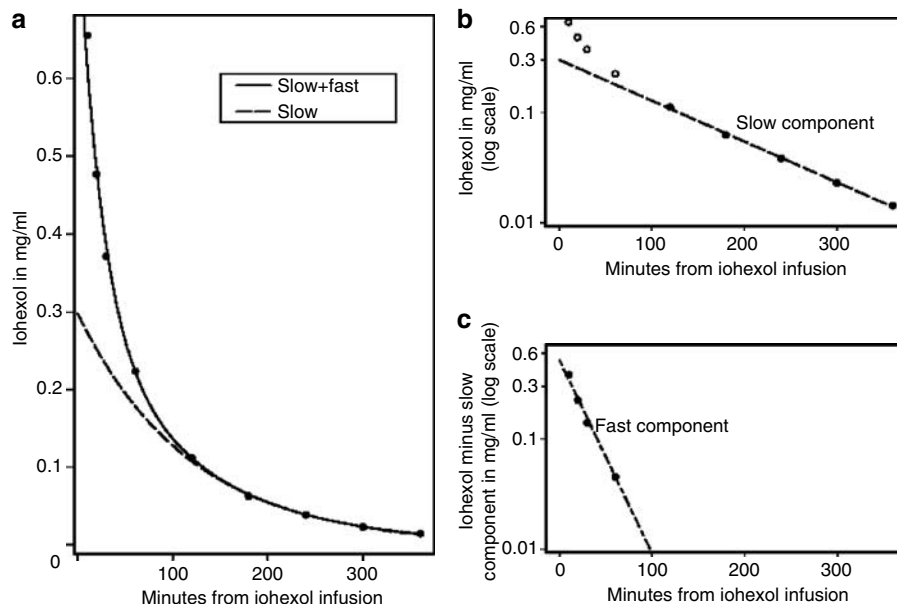 a
Iohexol in mg/ml
0.6
0.5
0.4
0.3
0.2
0.1
0
100
200
300
Minutes from iohexol infusion
Slow+fast
Slow
b
Iohexol in mg/ml
(log scale)
0.6
0.3
0.1
0.01
0
100
200
300
Minutes from iohexol infusion
Slow component
c
Iohexol minus slow
component in mg/ml (log scale)
0.6
0.3
0.1
0.01
0
100
200
300
Minutes from iohexol infusion
Fast component